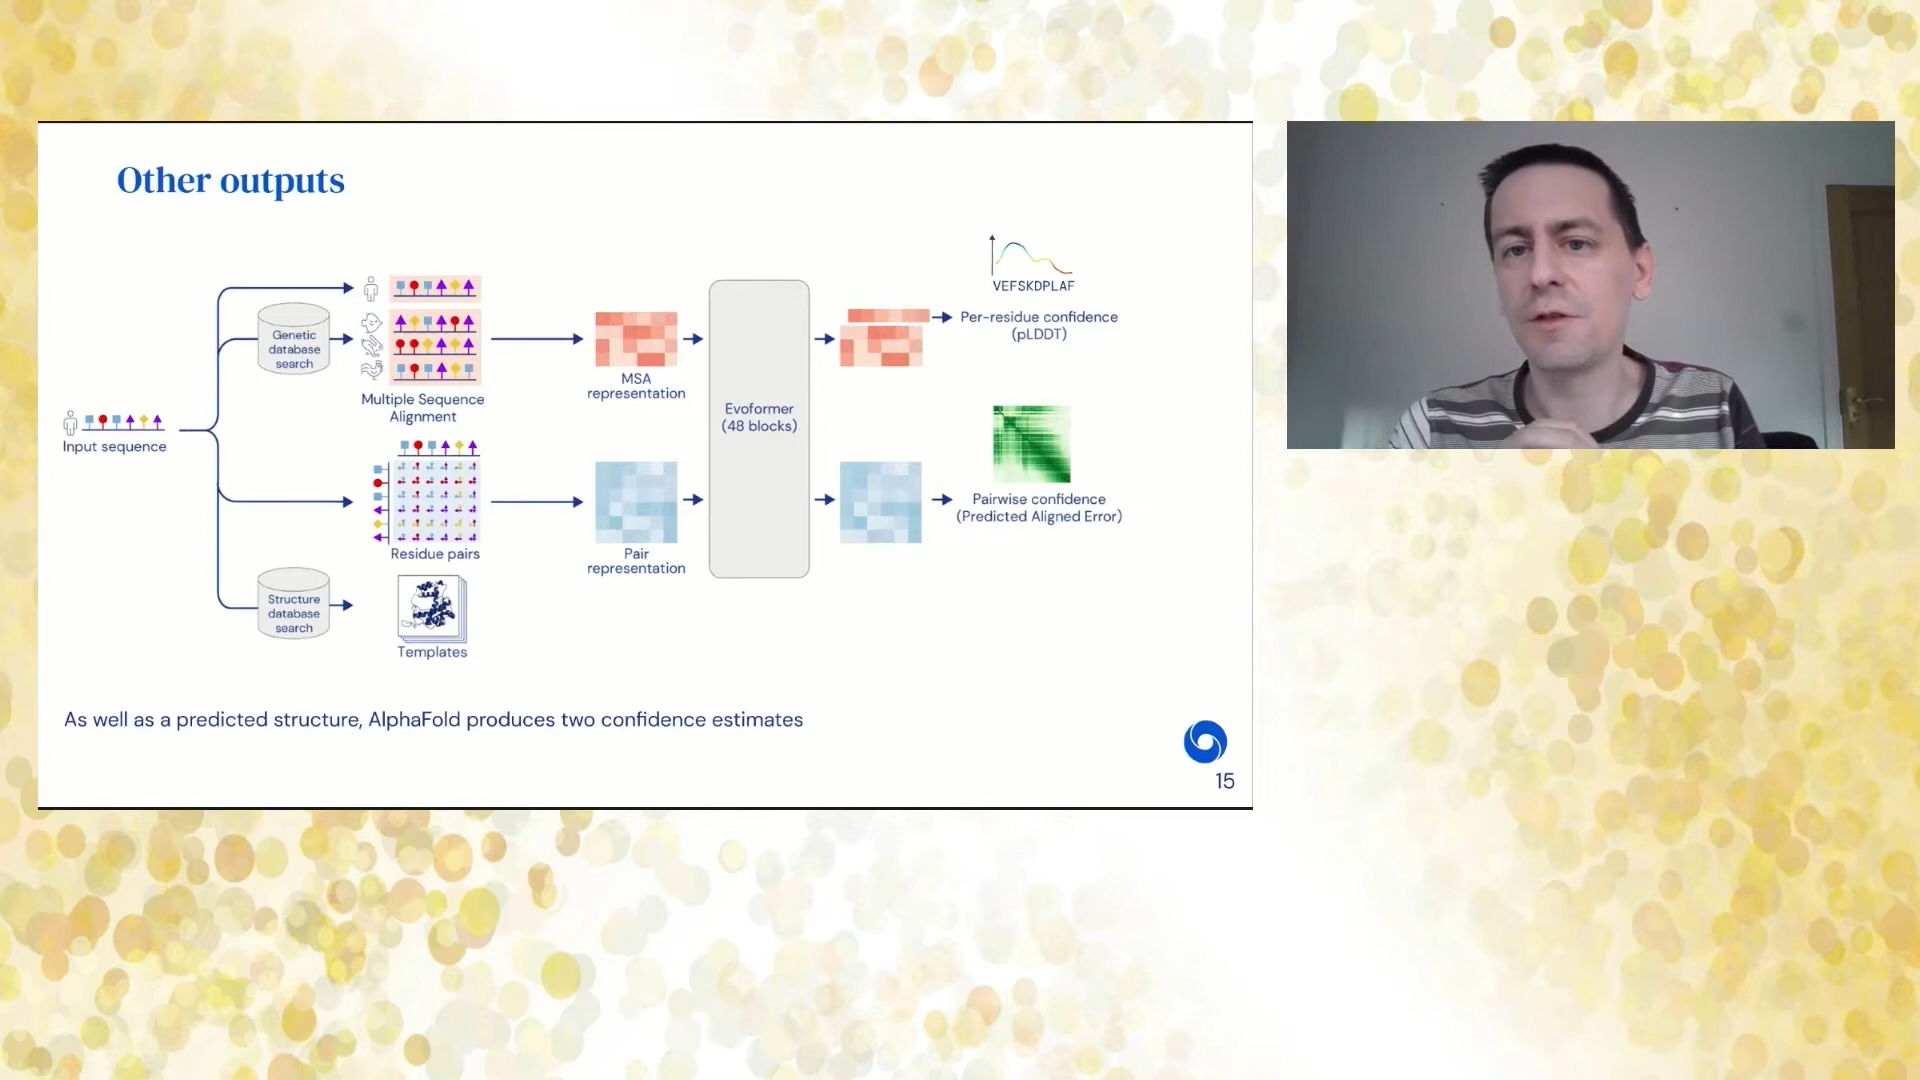 Other outputs
VEFSKDPLAF
Per-residue confidence
(pLDDT)
Genetic
database
search
Multiple Sequence
Alignment
MSA
representation
Evoformer
(48 blocks)
Input sequence
Pairwise confidence
(Predicted Aligned Error)
Residue pairs
Pair
representation
Structure
database
search
Templates
As well as a predicted structure, AlphaFold produces two confidence estimates
15